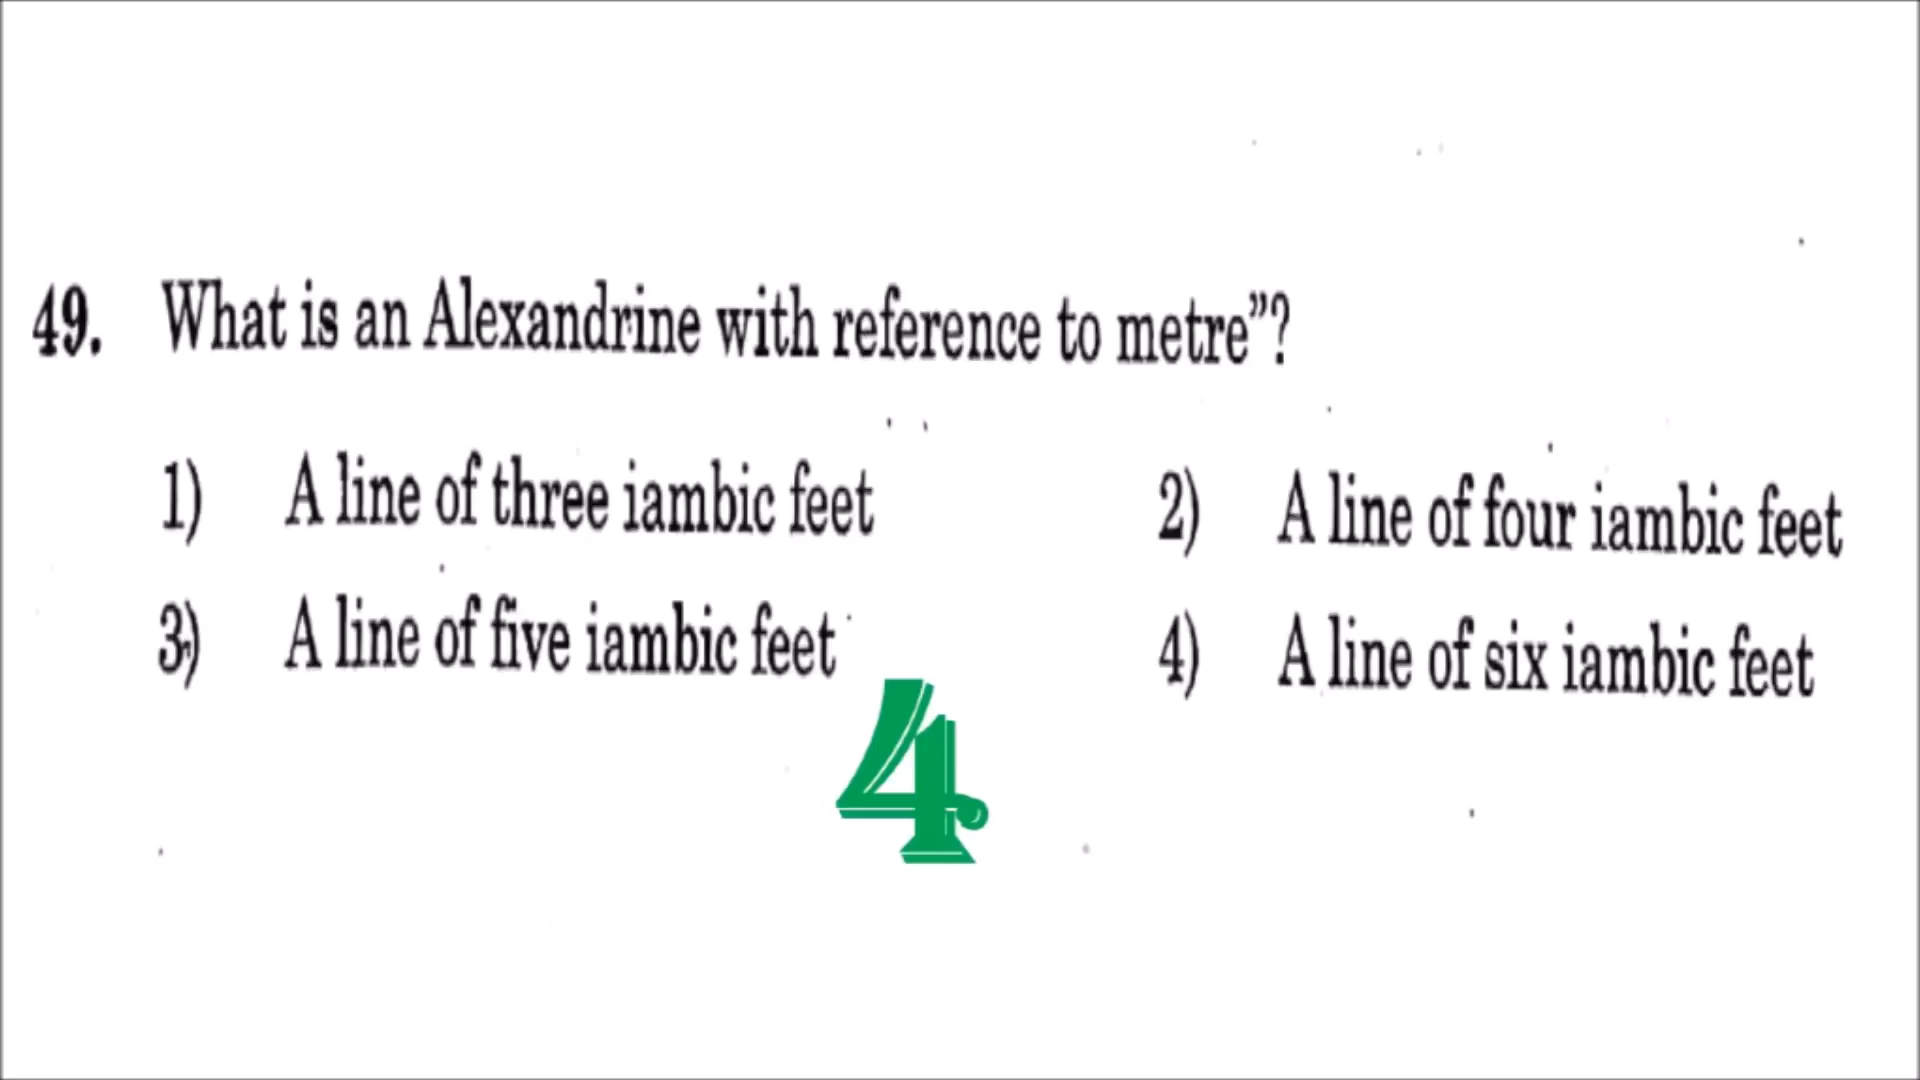 49. What is an Alexandrine with reference to metre”?
1) A line of three iambic feet 2) A line of four iambic feet
3) A line of five iambic feet 4) A line of six iambic feet
4